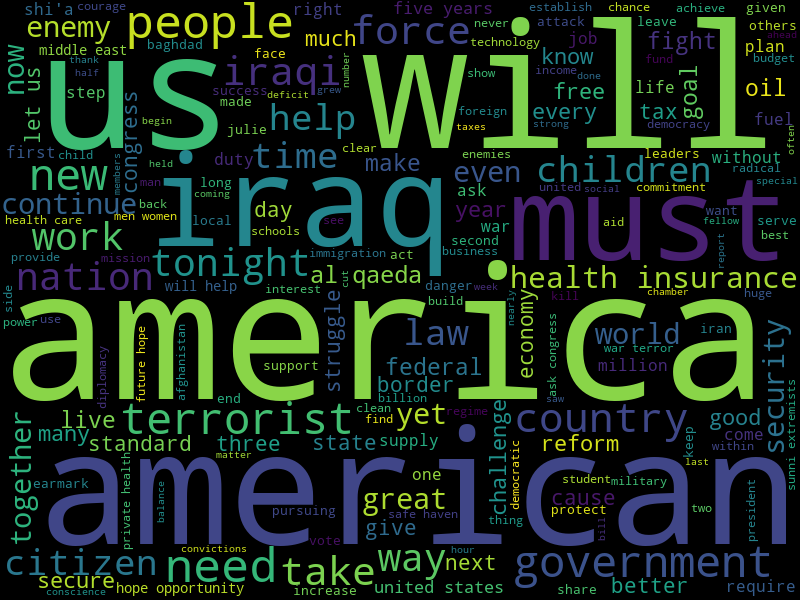 shi'a courage
people
right
five years
establish
chance
achieve
given
never
attack
leave
others
enemy
middle east
baghdad
much
force
technology
job
fight
plan
ahead
now
us
will
face
number
know
fund
thank
half
iraqi
show
life
goal
budget
let us
step
success
deficit
grew
income
done
free
oil
made
congress
help
foreign
every
tax
fuel
begin
julie
strong
democracy
often
first
child
held
duty
time
clear
taxes
enemies
leaders
without
new
members
man
make
even
children
radical
iraq
long
coming
ask
united
social
commitment
special
must
continue
back
day
year
want
serve
health care
men women
local
see
war
aid
fellow
best
work
schools
immigration
act
second
business
report
provide
mission
tonight
cut
nation
al qaeda
danger
week
health insurance
will help
interest
build
kill
chamber
huge
side
power
use
america
struggle
law
nearly
economy
world
iran
diplomacy
future hope
afghanistan
support
federal
ask congress
war terror
million
security
border
end
billion
saw
terrorist
clean
regime
country
live
find
yet
good
together
many
standard
three
state
supply
challenge
reform
keep
come
within
extremists
matter
democratic
sunni
american
private health
balance
one
student
military
last
earmark
great
cause
pursuing
safe haven
thing
protect
two
president
give
vote
bill
convictions
hour
citizen
need
way
next
government
secure
take
better
hope opportunity
united states
share
require
conscience
increase